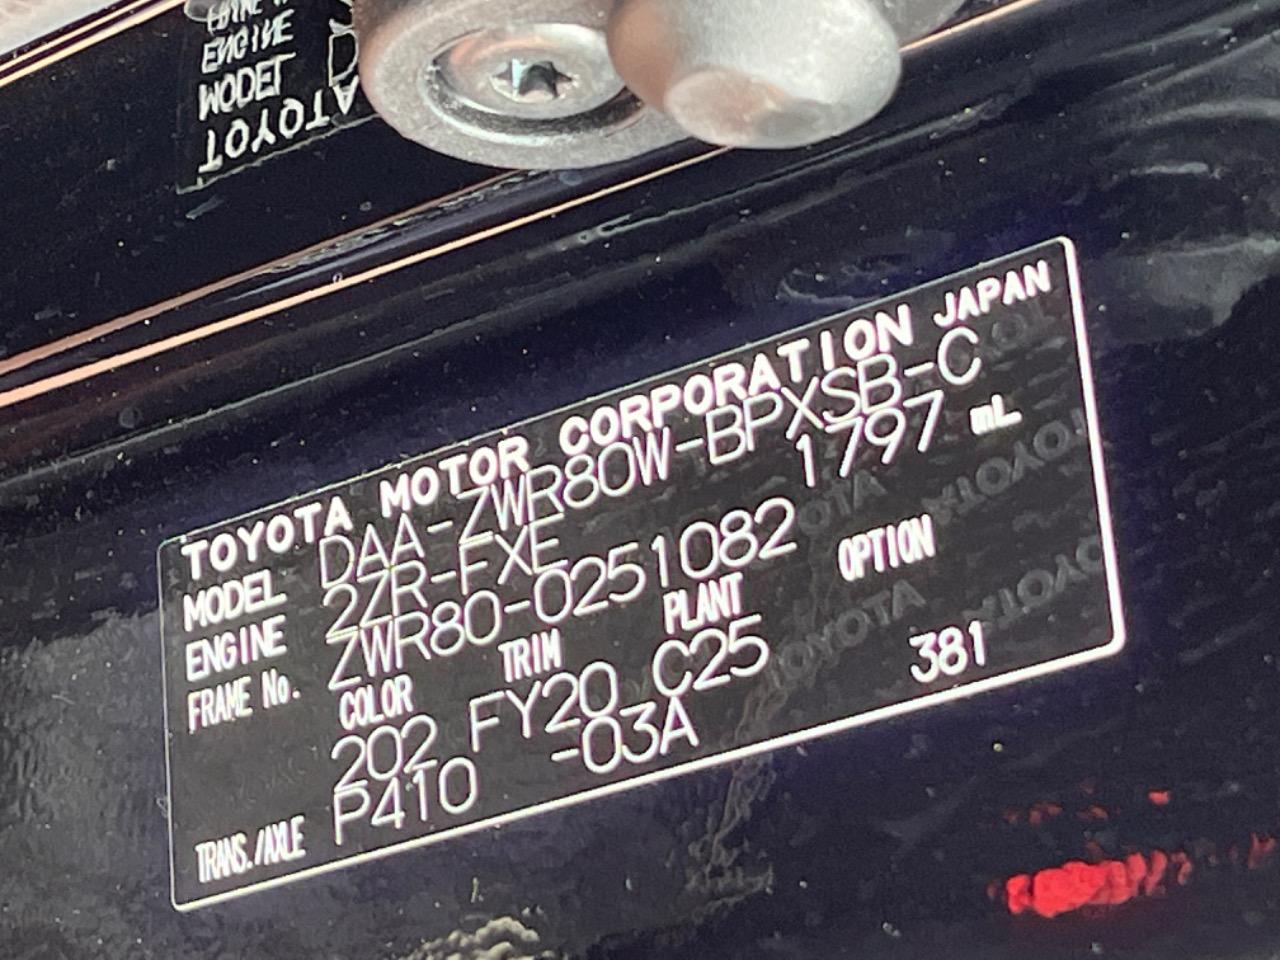 ENGINE
MODEL
TOYOTA
TOYOTA MOTOR CORPORATION JAPAN
MODEL DAA-ZWR80W-BPXSB-C
ENGINE 2ZR-FXE 1797 mL
FRAME No. ZWR80-0251082
COLOR TRIM PLANT OPTION
202 FY20 C25 381
TRANS./AXLE P410 -03A